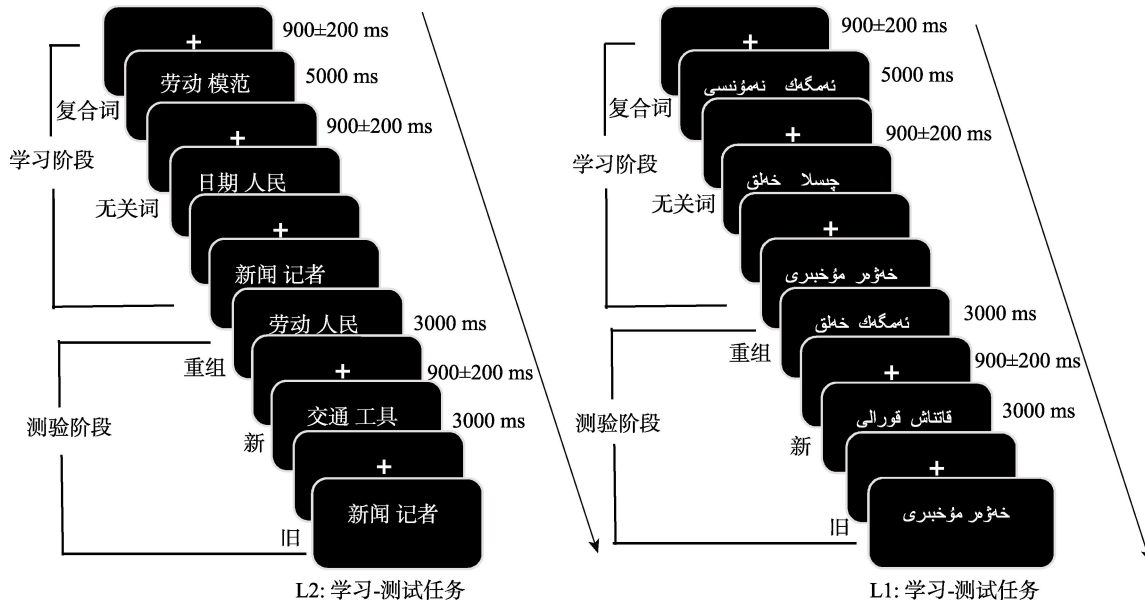 +
900±200 ms
劳动 模范
5000 ms
复合词
+
900±200 ms
学习阶段
日期 人民
无关词
+
新闻 记者
劳动 人民
3000 ms
重组
+
900±200 ms
测验阶段
交通 工具
3000 ms
新
+
新闻 记者
旧
L2: 学习-测试任务
+
900±200 ms
ئەمگەك نەمۇنىسى
5000 ms
复合词
+
900±200 ms
学习阶段
چىسلا خەلق
无关词
+
خەۋەر مۇخبىرى
ئەمگەك خەلق
3000 ms
重组
+
900±200 ms
测验阶段
قاتناش قورالى
3000 ms
新
+
خەۋەر مۇخبىرى
旧
L1: 学习-测试任务